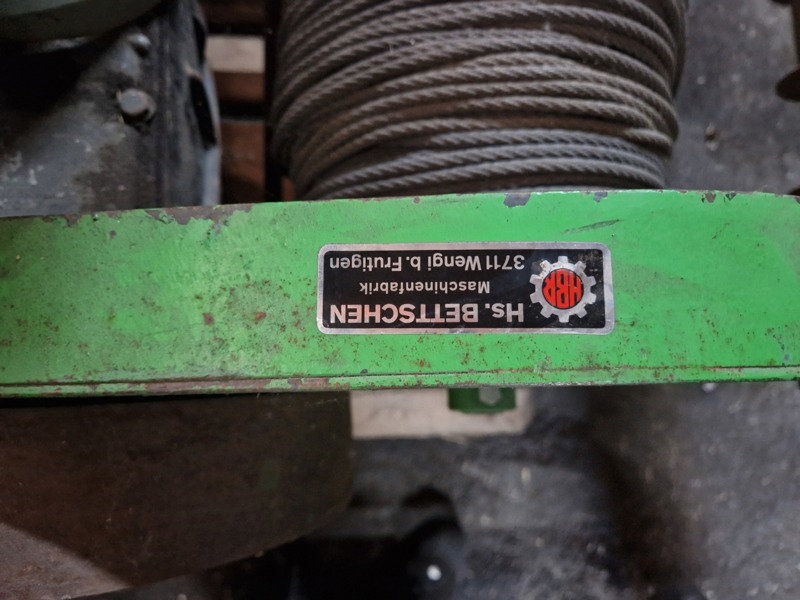 HBR
Hs. BETTSCHEN
Maschinenfabrik
3711 Wengi b. Frutigen